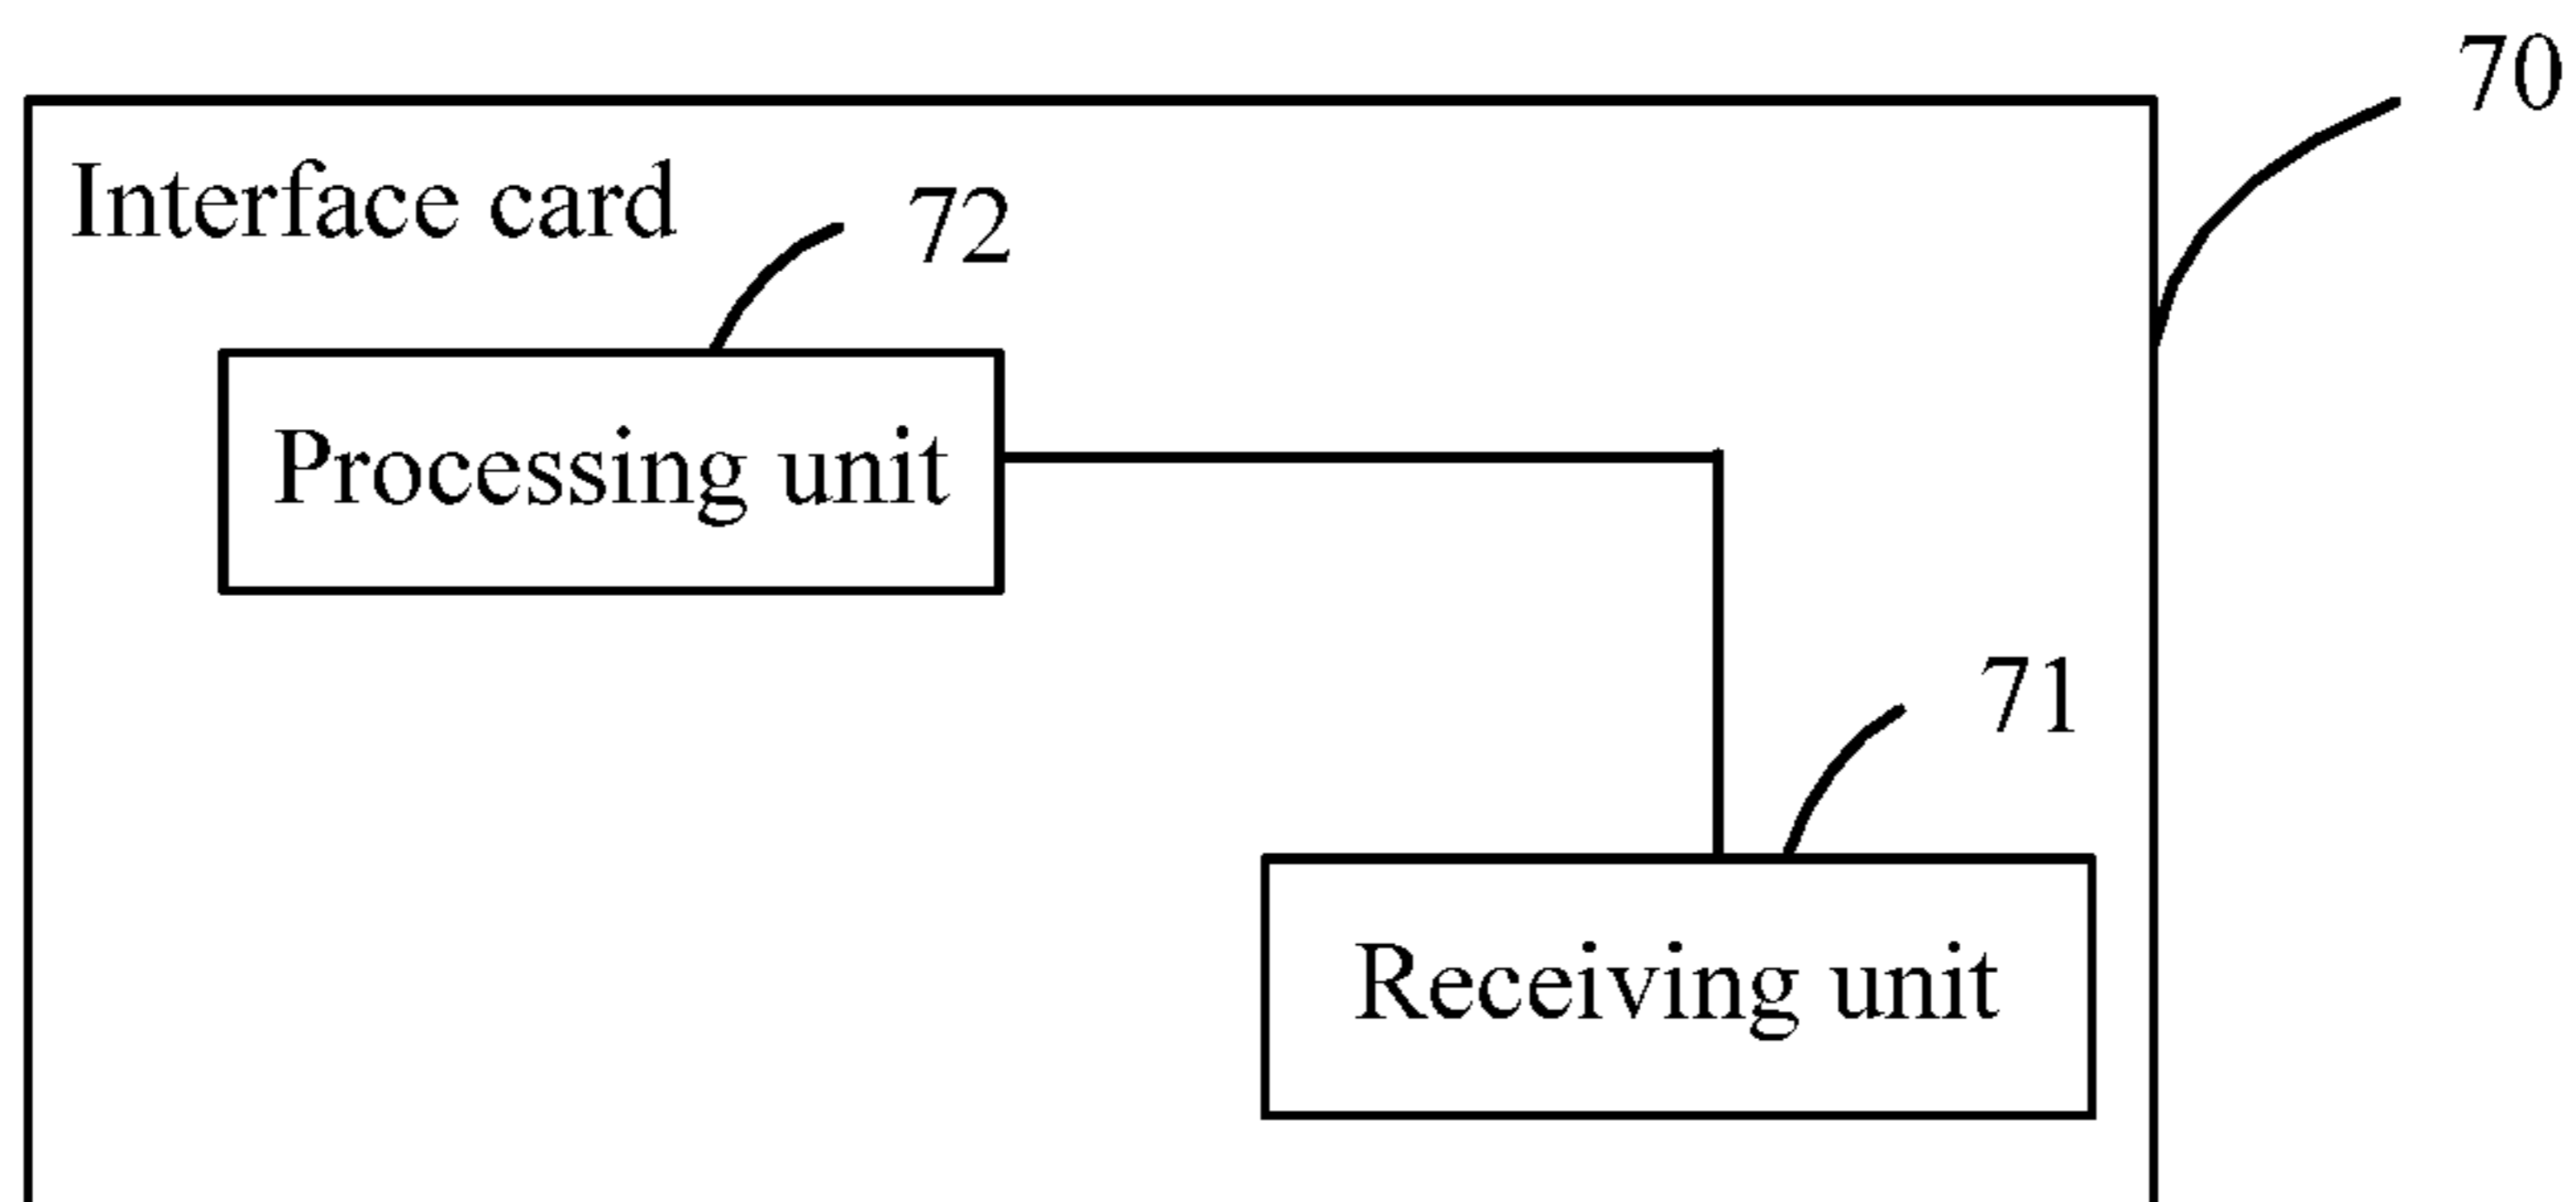 70
Interface card
72
Processing unit
71
Receiving unit